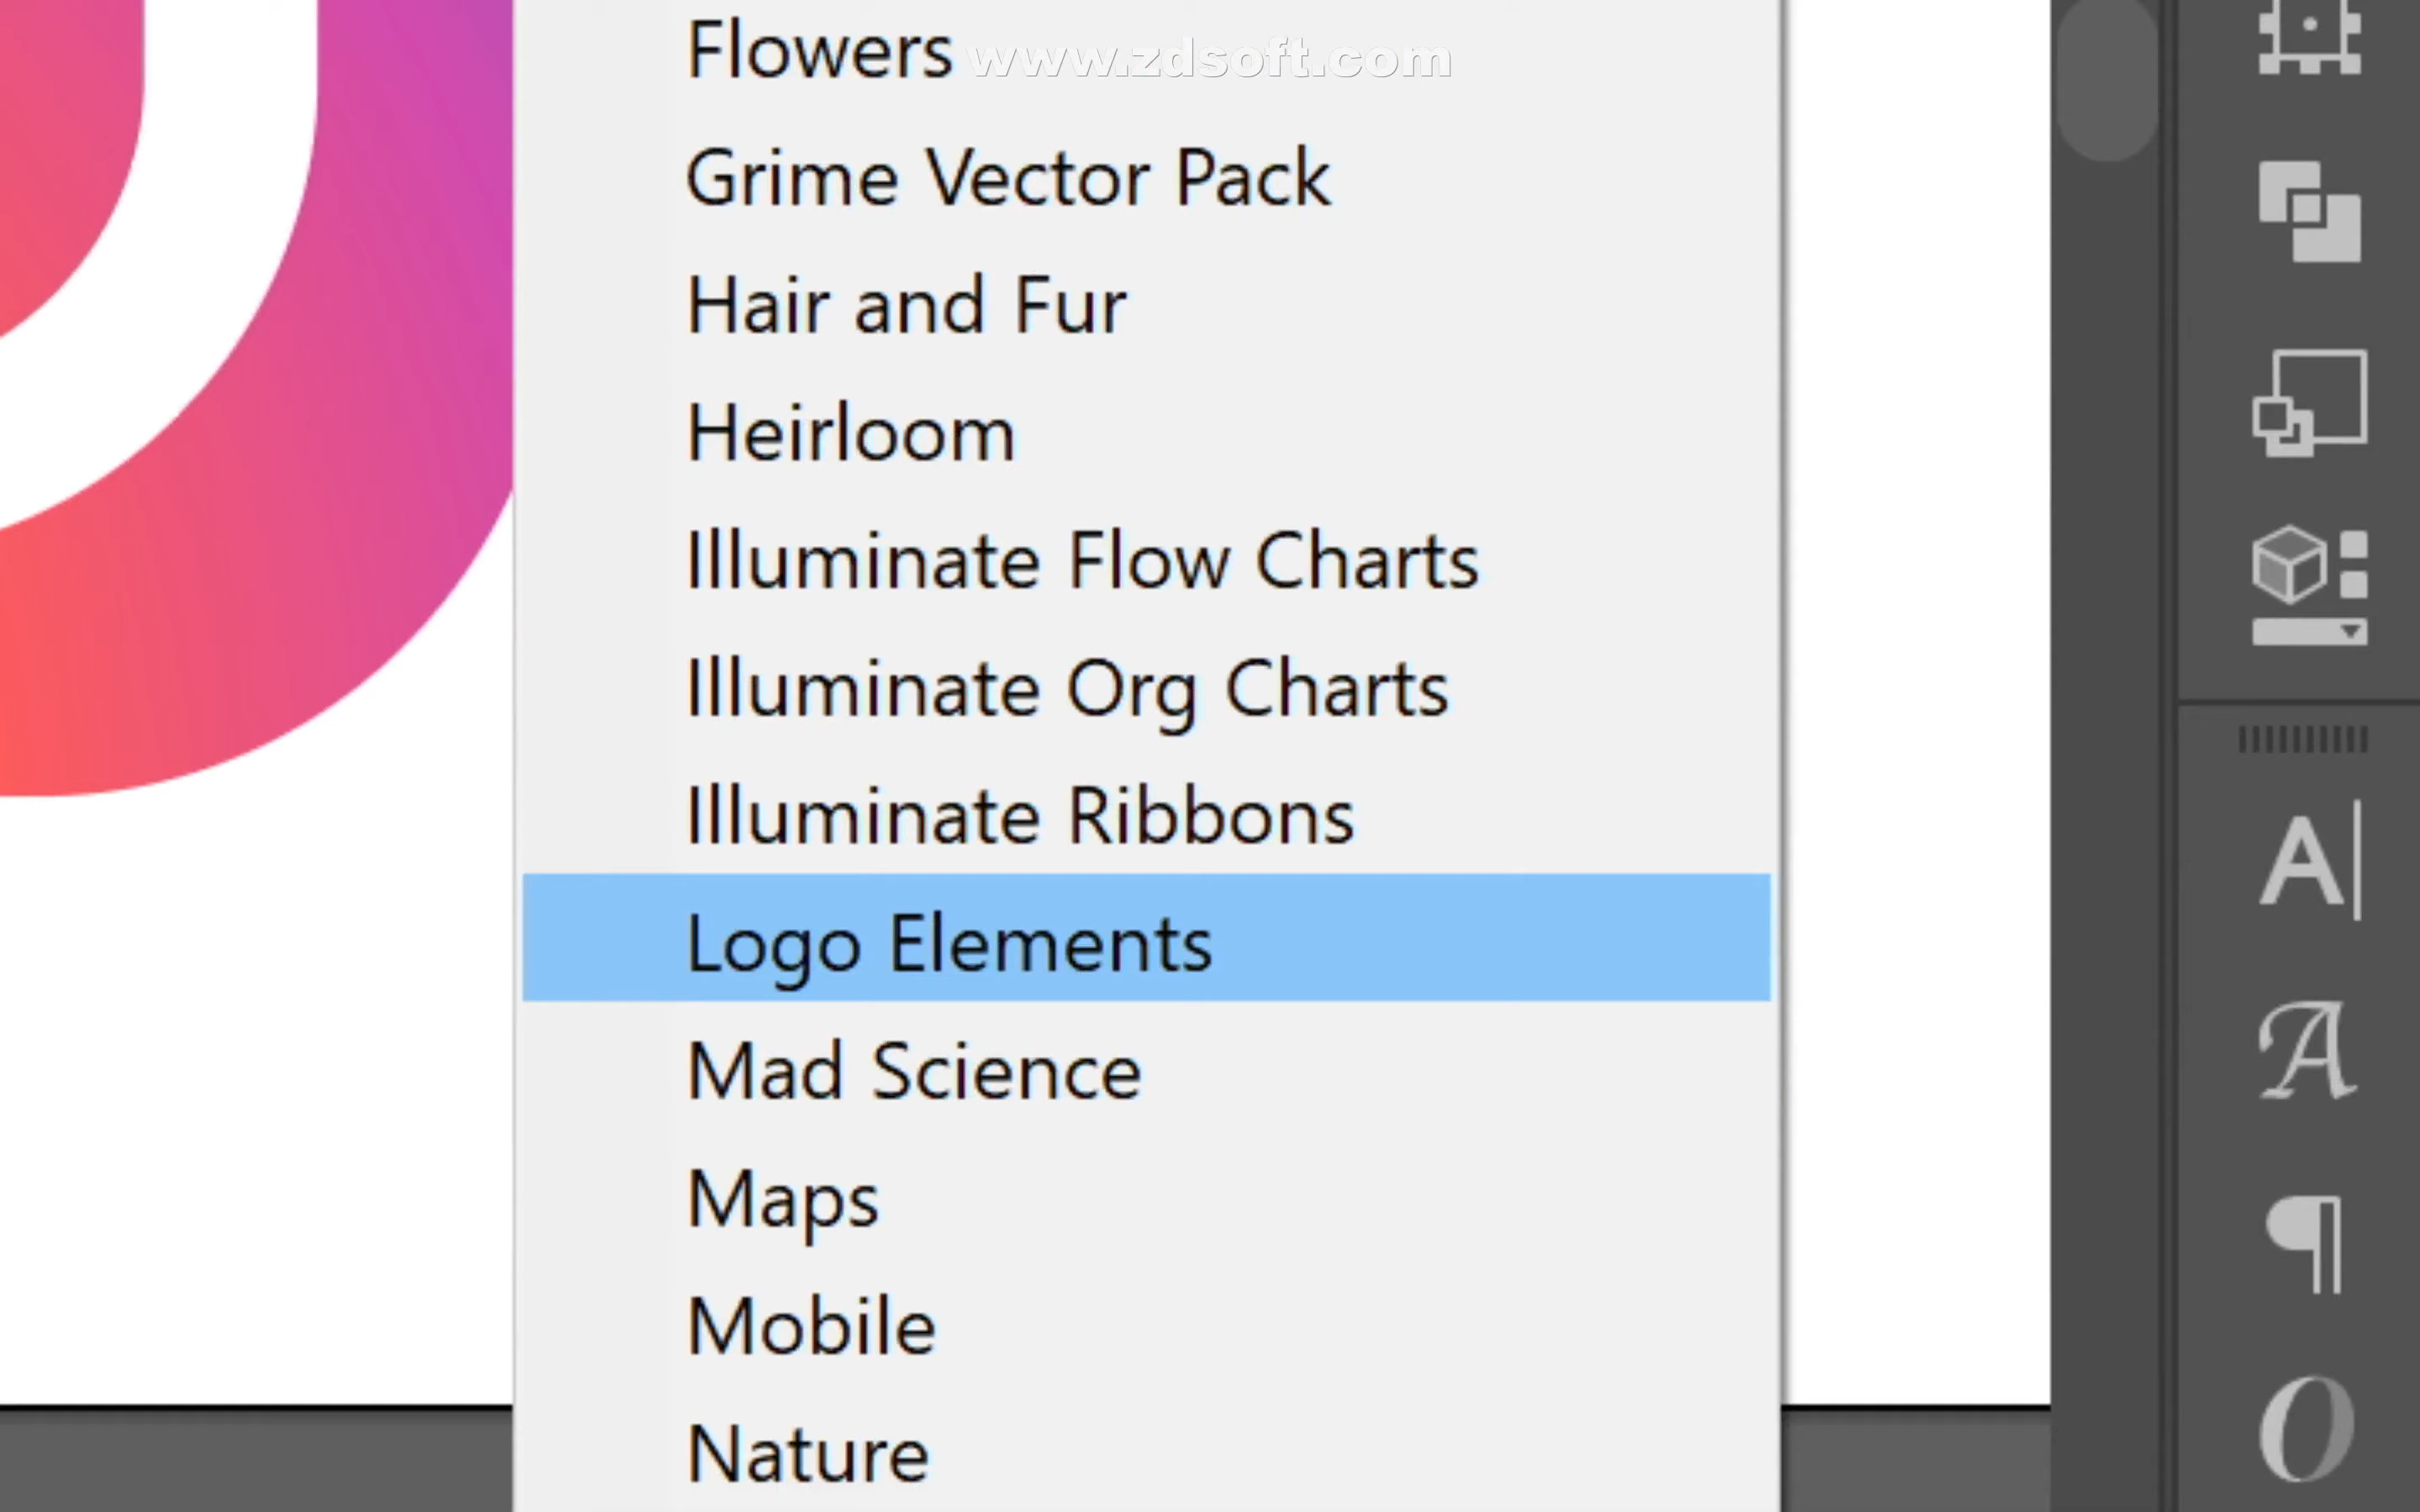 Flowers
www.zdsoft.com
Grime Vector Pack
Hair and Fur
Heirloom
Illuminate Flow Charts
Illuminate Org Charts
Illuminate Ribbons
Logo Elements
Mad Science
Maps
Mobile
Nature